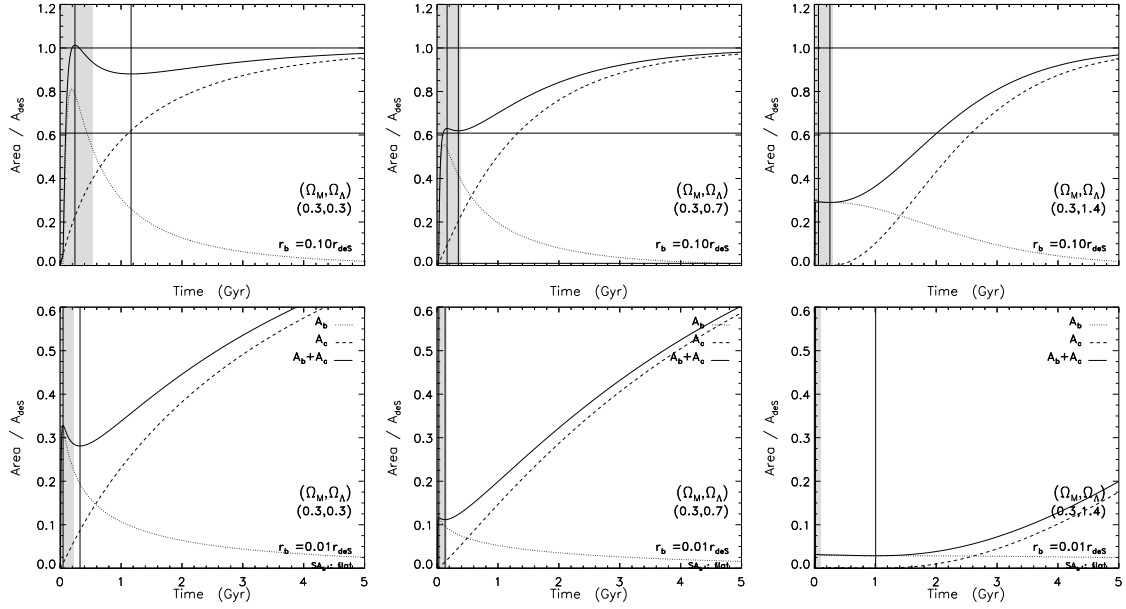 1.2
1.0
0.8
0.6
0.4
0.2
0.0
Area / A_deS
(Ω_M,Ω_Λ)
(0.3,0.3)
r_b =0.10r_deS
Time (Gyr)
1.2
1.0
0.8
0.6
0.4
0.2
0.0
Area / A_deS
(Ω_M,Ω_Λ)
(0.3,0.7)
r_b =0.10r_deS
Time (Gyr)
1.2
1.0
0.8
0.6
0.4
0.2
0.0
Area / A_deS
(Ω_M,Ω_Λ)
(0.3,1.4)
r_b =0.10r_deS
Time (Gyr)
0.6
0.5
0.4
0.3
0.2
0.1
0.0
Area / A_deS
A_b
A_c
A_b+A_c
(Ω_M,Ω_Λ)
(0.3,0.3)
r_b =0.01r_deS
0 1 2 3 4 5
Time (Gyr)
0.6
0.5
0.4
0.3
0.2
0.1
0.0
Area / A_deS
A_b
A_c
A_b+A_c
(Ω_M,Ω_Λ)
(0.3,0.7)
r_b =0.01r_deS
0 1 2 3 4 5
Time (Gyr)
0.6
0.5
0.4
0.3
0.2
0.1
0.0
Area / A_deS
A_b
A_c
A_b+A_c
(Ω_M,Ω_Λ)
(0.3,1.4)
r_b =0.01r_deS
0 1 2 3 4 5
Time (Gyr)